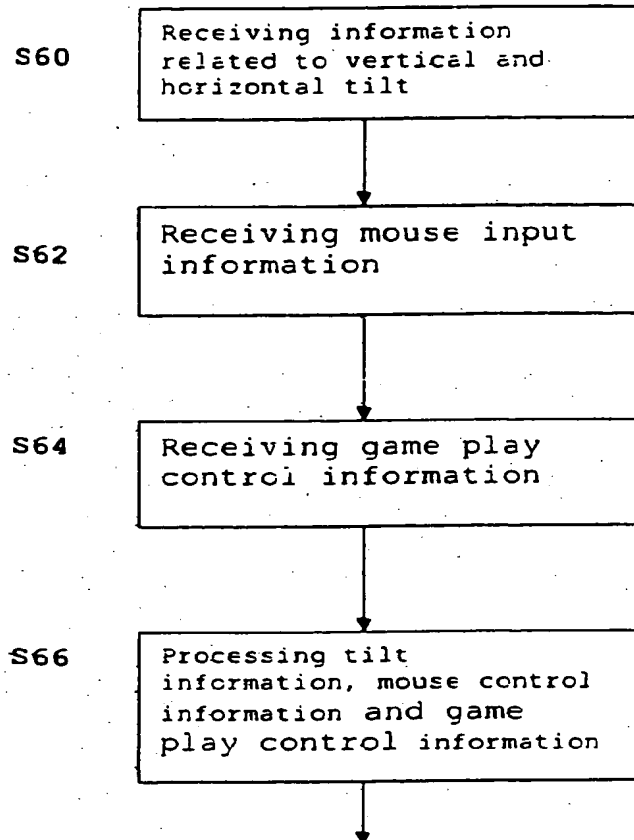 S60
Receiving information
related to vertical and
horizontal tilt
S62
Receiving mouse input
information
S64
Receiving game play
control information
S66
Processing tilt
information, mouse control
information and game
play control information